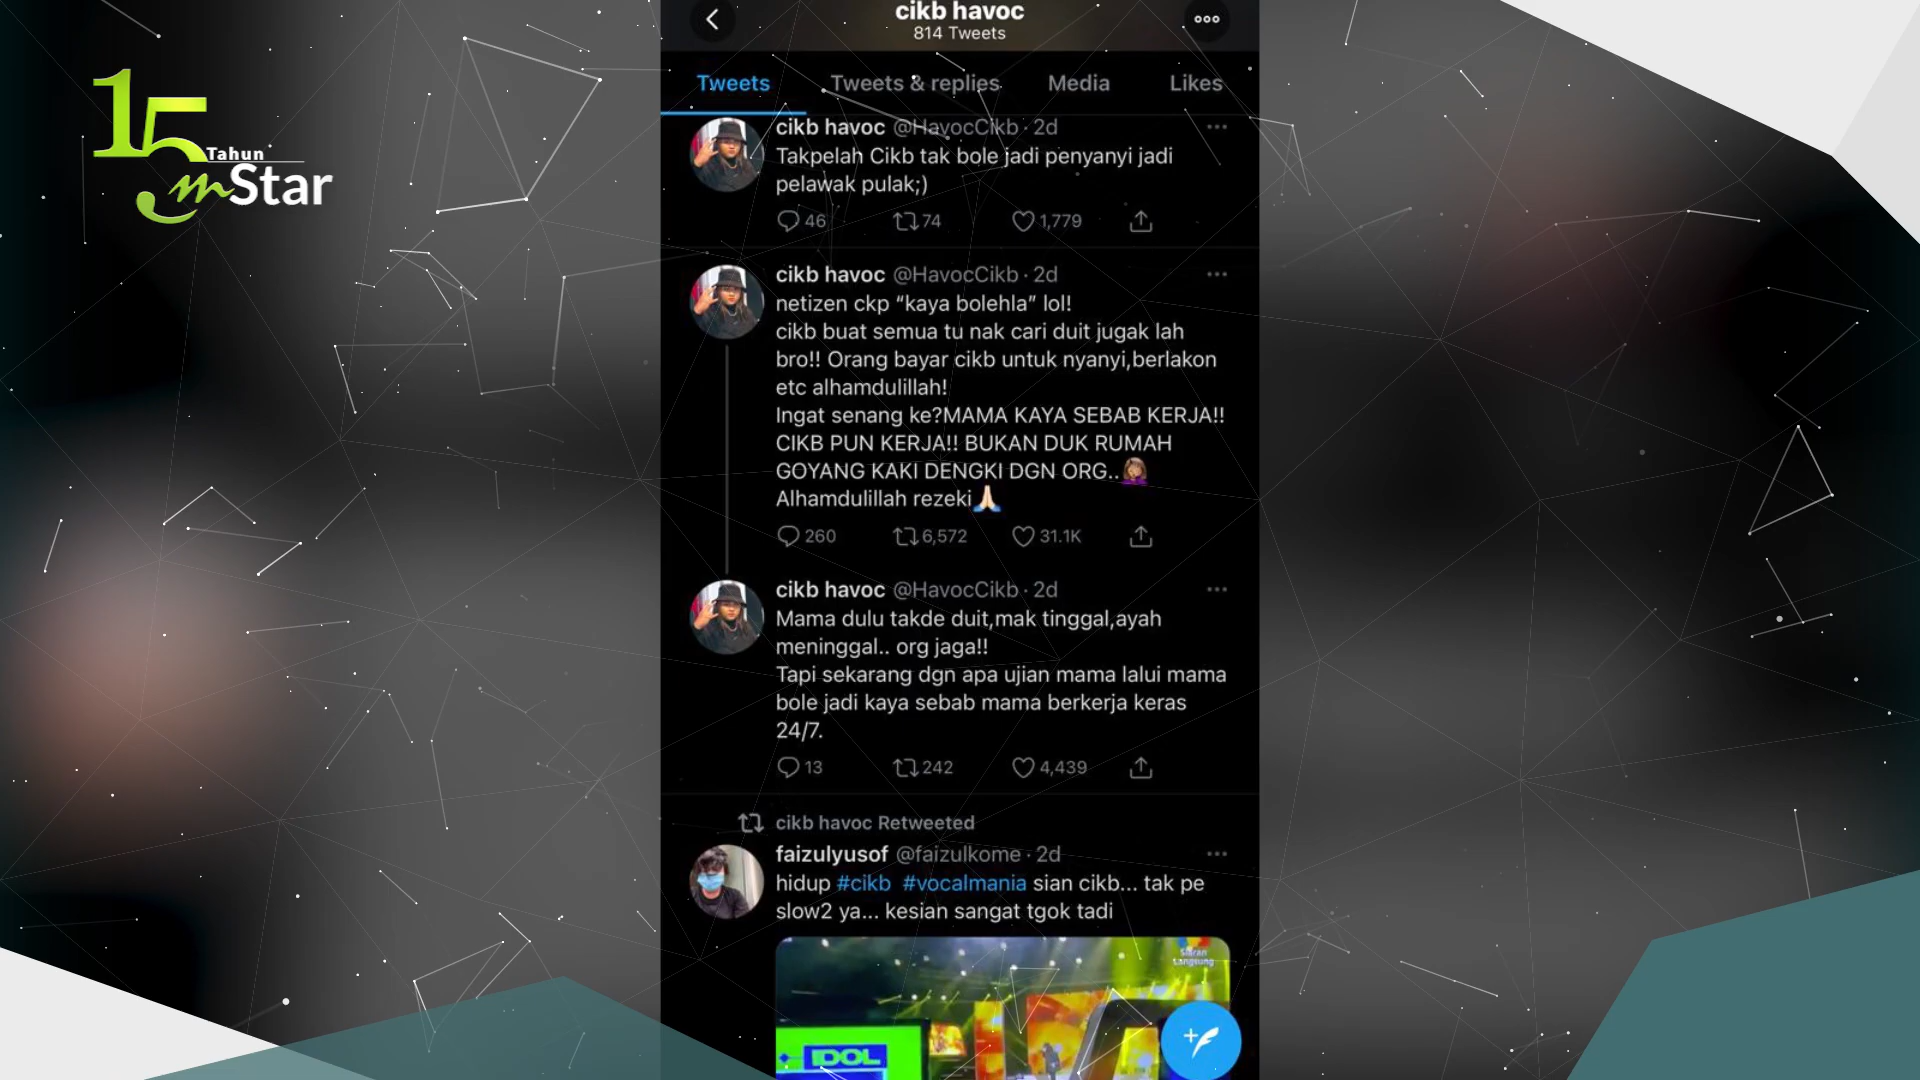 15
Tahun
mStar
cikb havoc
814 Tweets
Tweets Tweets & replies Media Likes
cikb havoc @HavocCikb · 2d
Takpelah Cikb tak bole jadi penyanyi jadi
pelawak pulak;)
46 74 1,779
cikb havoc @HavocCikb · 2d
netizen ckp “kaya bolehla” lol!
cikb buat semua tu nak cari duit jugak lah
bro!! Orang bayar cikb untuk nyanyi,berlakon
etc alhamdulillah!
Ingat senang ke?MAMA KAYA SEBAB KERJA!!
CIKB PUN KERJA!! BUKAN DUK RUMAH
GOYANG KAKI DENGKI DGN ORG..🤦🏽‍♀️
Alhamdulillah rezeki🙏🏻
260 6,572 31.1K
cikb havoc @HavocCikb · 2d
Mama dulu takde duit,mak tinggal,ayah
meninggal.. org jaga!!
Tapi sekarang dgn apa ujian mama lalui mama
bole jadi kaya sebab mama berkerja keras
24/7.
13 242 4,439
cikb havoc Retweeted
faizulyusof @faizulkome · 2d
hidup #cikb #vocalmania sian cikb... tak pe
slow2 ya... kesian sangat tgok tadi
Siaran
Langsung
IDOL